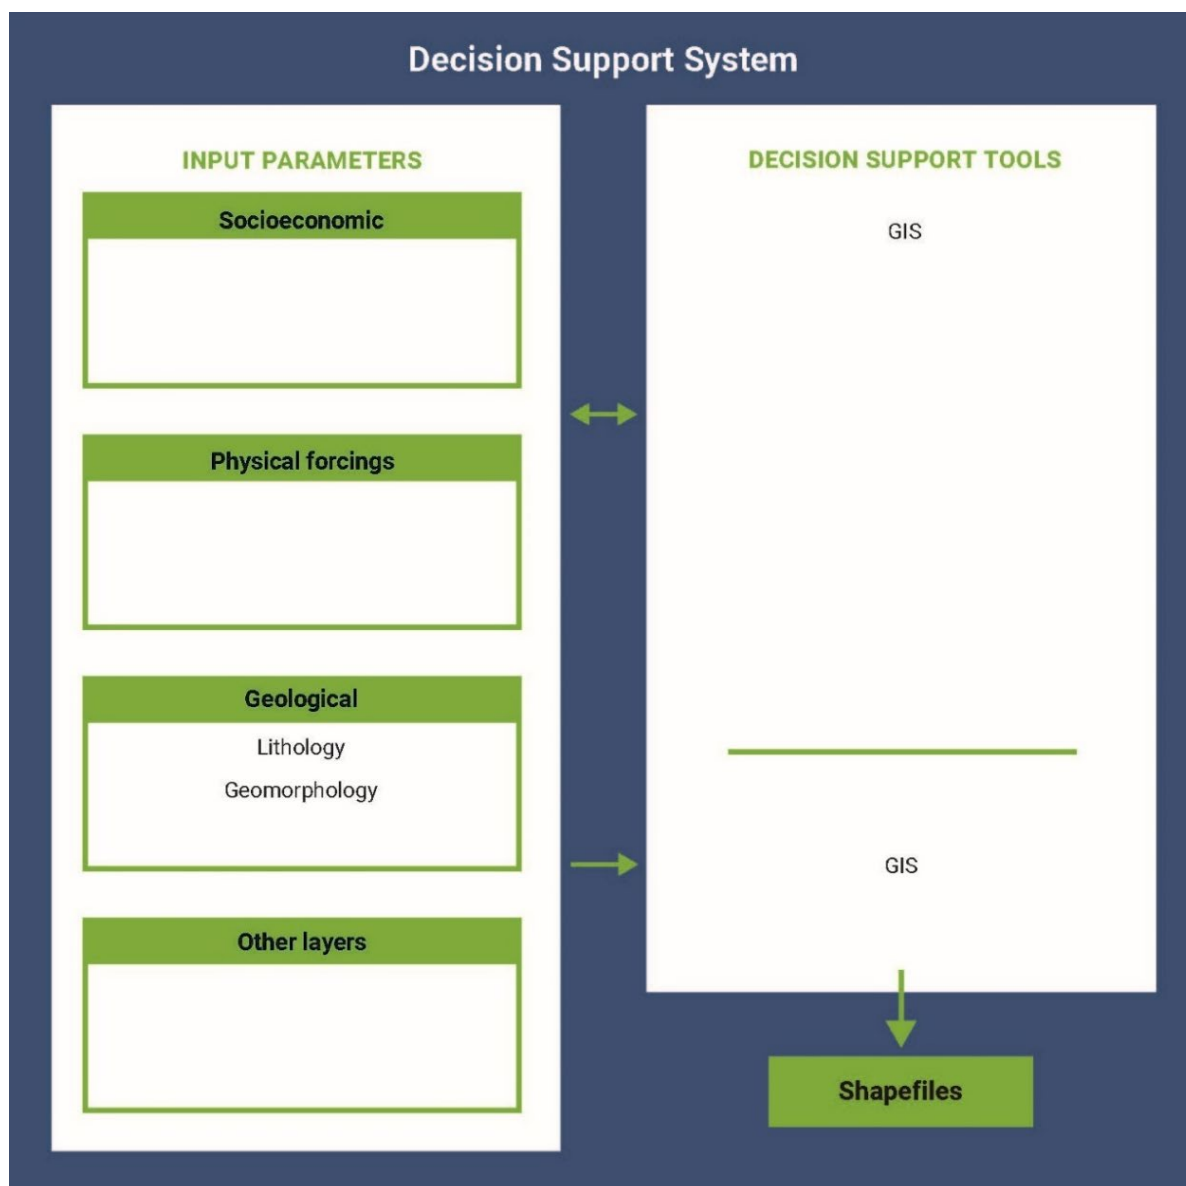 Decision Support System
INPUT PARAMETERS
Socioeconomic
Physical forcings
Geological
Lithology
Geomorphology
Other layers
DECISION SUPPORT TOOLS
GIS
GIS
Shapefiles